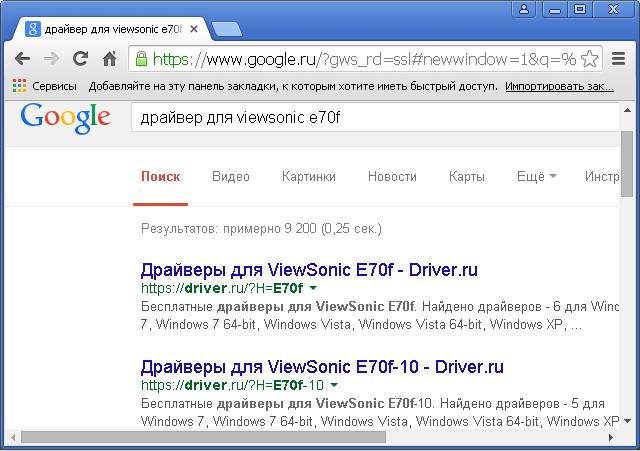 драйвер для viewsonic e70f
https://www.google.ru/?gws_rd=ssl#newwindow=1&q=%
Сервисы Добавляйте на эту панель закладки, к которым хотите иметь быстрый доступ. Импортировать зак...
Google драйвер для viewsonic e70f
Поиск Видео Картинки Новости Карты Ещё Инстр
Результатов: примерно 9 200 (0,25 сек.)
Драйверы для ViewSonic E70f - Driver.ru
https://driver.ru/?H=E70f
Бесплатные драйверы для ViewSonic E70f. Найдено драйверов - 6 для Wind
7, Windows 7 64-bit, Windows Vista, Windows Vista 64-bit, Windows XP, ...
Драйверы для ViewSonic E70f-10 - Driver.ru
https://driver.ru/?H=E70f-10
Бесплатные драйверы для ViewSonic E70f-10. Найдено драйверов - 5 для
Windows 7, Windows 7 64-bit, Windows Vista, Windows Vista 64-bit, Windows XP